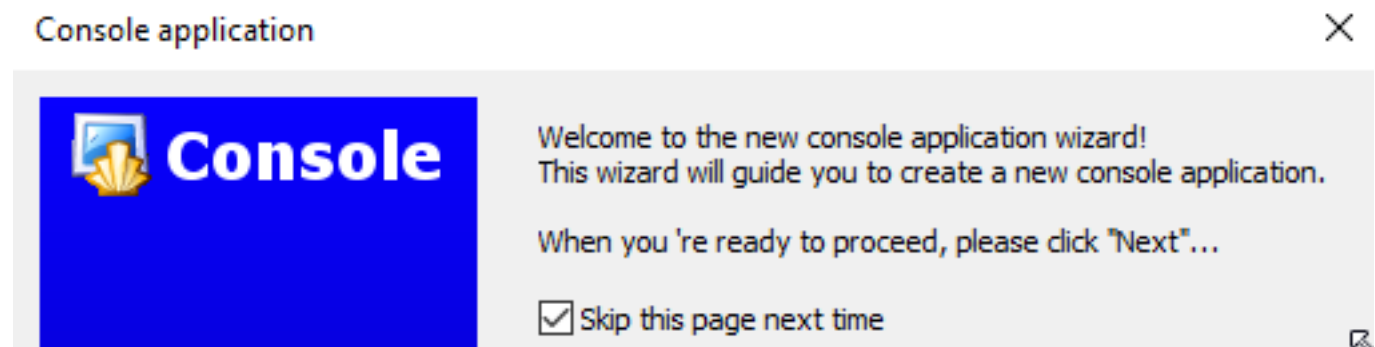 Console application
Console
Welcome to the new console application wizard!
This wizard will guide you to create a new console application.
When you 're ready to proceed, please click "Next"...
Skip this page next time